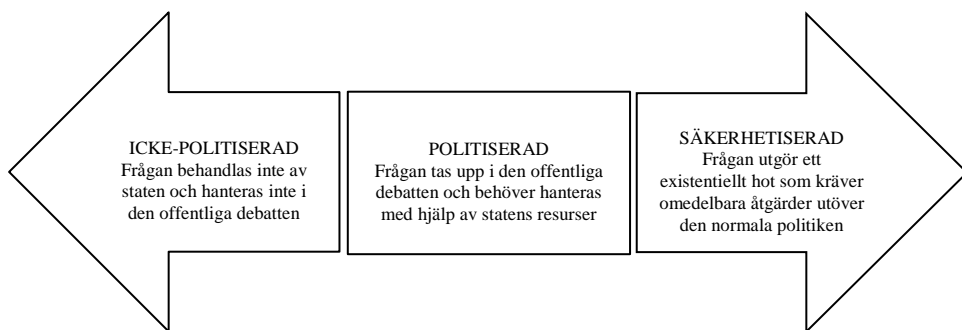 ICKE-POLITISERAD
Frågan behandlas inte av
staten och hanteras inte i
den offentliga debatten
POLITISERAD
Frågan tas upp i den offentliga
debatten och behöver hanteras
med hjälp av statens resurser
SÄKERHETISERAD
Frågan utgör ett
existentiellt hot som kräver
omedelbara åtgärder utöver
den normala politiken